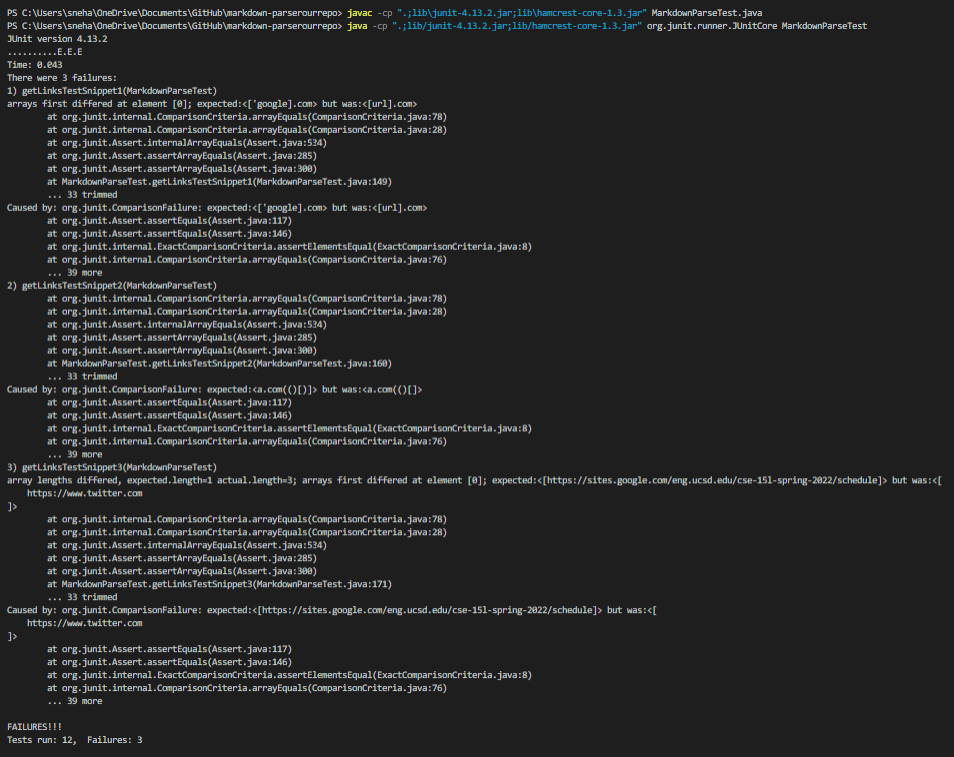 PS C:\Users\sneha\OneDrive\Documents\GitHub\markdown-parserourrepo> javac -cp ".;lib\junit-4.13.2.jar;lib\hamcrest-core-1.3.jar" MarkdownParseTest.java
PS C:\Users\sneha\OneDrive\Documents\GitHub\markdown-parserourrepo> java -cp ".;lib/junit-4.13.2.jar;lib/hamcrest-core-1.3.jar" org.junit.runner.JUnitCore MarkdownParseTest
JUnit version 4.13.2
..........E.E.E
Time: 0.043
There were 3 failures:
1) getLinksTestSnippet1(MarkdownParseTest)
arrays first differed at element [0]; expected:<['google].com> but was:<[url].com>
at org.junit.internal.ComparisonCriteria.arrayEquals(ComparisonCriteria.java:78)
at org.junit.internal.ComparisonCriteria.arrayEquals(ComparisonCriteria.java:28)
at org.junit.Assert.internalArrayEquals(Assert.java:534)
at org.junit.Assert.assertArrayEquals(Assert.java:285)
at org.junit.Assert.assertArrayEquals(Assert.java:300)
at MarkdownParseTest.getLinksTestSnippet1(MarkdownParseTest.java:149)
... 33 trimmed
Caused by: org.junit.ComparisonFailure: expected:<['google].com> but was:<[url].com>
at org.junit.Assert.assertEquals(Assert.java:117)
at org.junit.Assert.assertEquals(Assert.java:146)
at org.junit.internal.ExactComparisonCriteria.assertElementsEqual(ExactComparisonCriteria.java:8)
at org.junit.internal.ComparisonCriteria.arrayEquals(ComparisonCriteria.java:76)
... 39 more
2) getLinksTestSnippet2(MarkdownParseTest)
at org.junit.internal.ComparisonCriteria.arrayEquals(ComparisonCriteria.java:78)
at org.junit.internal.ComparisonCriteria.arrayEquals(ComparisonCriteria.java:28)
at org.junit.Assert.internalArrayEquals(Assert.java:534)
at org.junit.Assert.assertArrayEquals(Assert.java:285)
at org.junit.Assert.assertArrayEquals(Assert.java:300)
at MarkdownParseTest.getLinksTestSnippet2(MarkdownParseTest.java:160)
... 33 trimmed
Caused by: org.junit.ComparisonFailure: expected:<a.com(()[)]> but was:<a.com(()[]>
at org.junit.Assert.assertEquals(Assert.java:117)
at org.junit.Assert.assertEquals(Assert.java:146)
at org.junit.internal.ExactComparisonCriteria.assertElementsEqual(ExactComparisonCriteria.java:8)
at org.junit.internal.ComparisonCriteria.arrayEquals(ComparisonCriteria.java:76)
... 39 more
3) getLinksTestSnippet3(MarkdownParseTest)
array lengths differed, expected.length=1 actual.length=3; arrays first differed at element [0]; expected:<[https://sites.google.com/eng.ucsd.edu/cse-15l-spring-2022/schedule]> but was:<[
https://www.twitter.com
]>
at org.junit.internal.ComparisonCriteria.arrayEquals(ComparisonCriteria.java:78)
at org.junit.internal.ComparisonCriteria.arrayEquals(ComparisonCriteria.java:28)
at org.junit.Assert.internalArrayEquals(Assert.java:534)
at org.junit.Assert.assertArrayEquals(Assert.java:285)
at org.junit.Assert.assertArrayEquals(Assert.java:300)
at MarkdownParseTest.getLinksTestSnippet3(MarkdownParseTest.java:171)
... 33 trimmed
Caused by: org.junit.ComparisonFailure: expected:<[https://sites.google.com/eng.ucsd.edu/cse-15l-spring-2022/schedule]> but was:<[
https://www.twitter.com
]>
at org.junit.Assert.assertEquals(Assert.java:117)
at org.junit.Assert.assertEquals(Assert.java:146)
at org.junit.internal.ExactComparisonCriteria.assertElementsEqual(ExactComparisonCriteria.java:8)
at org.junit.internal.ComparisonCriteria.arrayEquals(ComparisonCriteria.java:76)
... 39 more
FAILURES!!!
Tests run: 12,  Failures: 3